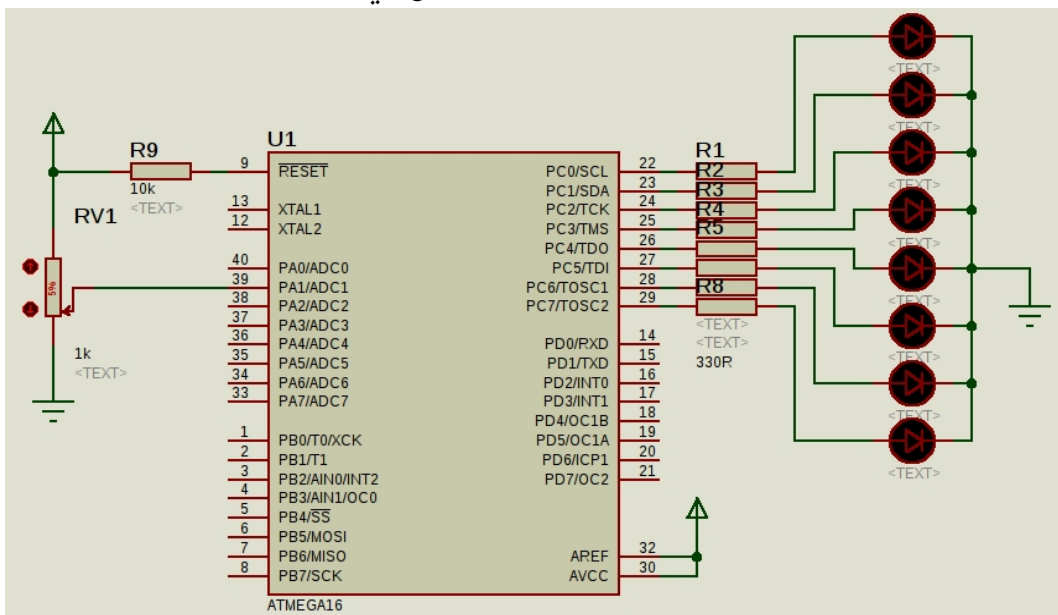 R9
10k
<TEXT>
RV1
5%
1k
<TEXT>
U1
9 RESET
13 XTAL1
12 XTAL2
40 PA0/ADC0
39 PA1/ADC1
38 PA2/ADC2
37 PA3/ADC3
36 PA4/ADC4
35 PA5/ADC5
34 PA6/ADC6
33 PA7/ADC7
1 PB0/T0/XCK
2 PB1/T1
3 PB2/AIN0/INT2
4 PB3/AIN1/OC0
5 PB4/SS
6 PB5/MOSI
7 PB6/MISO
8 PB7/SCK
PC0/SCL 22
PC1/SDA 23
PC2/TCK 24
PC3/TMS 25
PC4/TDO 26
PC5/TDI 27
PC6/TOSC1 28
PC7/TOSC2 29
PD0/RXD 14
PD1/TXD 15
PD2/INT0 16
PD3/INT1 17
PD4/OC1B 18
PD5/OC1A 19
PD6/ICP1 20
PD7/OC2 21
AREF 32
AVCC 30
ATMEGA16
R1
R2
R3
R4
R5
R8
<TEXT>
<TEXT>
330R
<TEXT>
<TEXT>
<TEXT>
<TEXT>
<TEXT>
<TEXT>
<TEXT>
<TEXT>